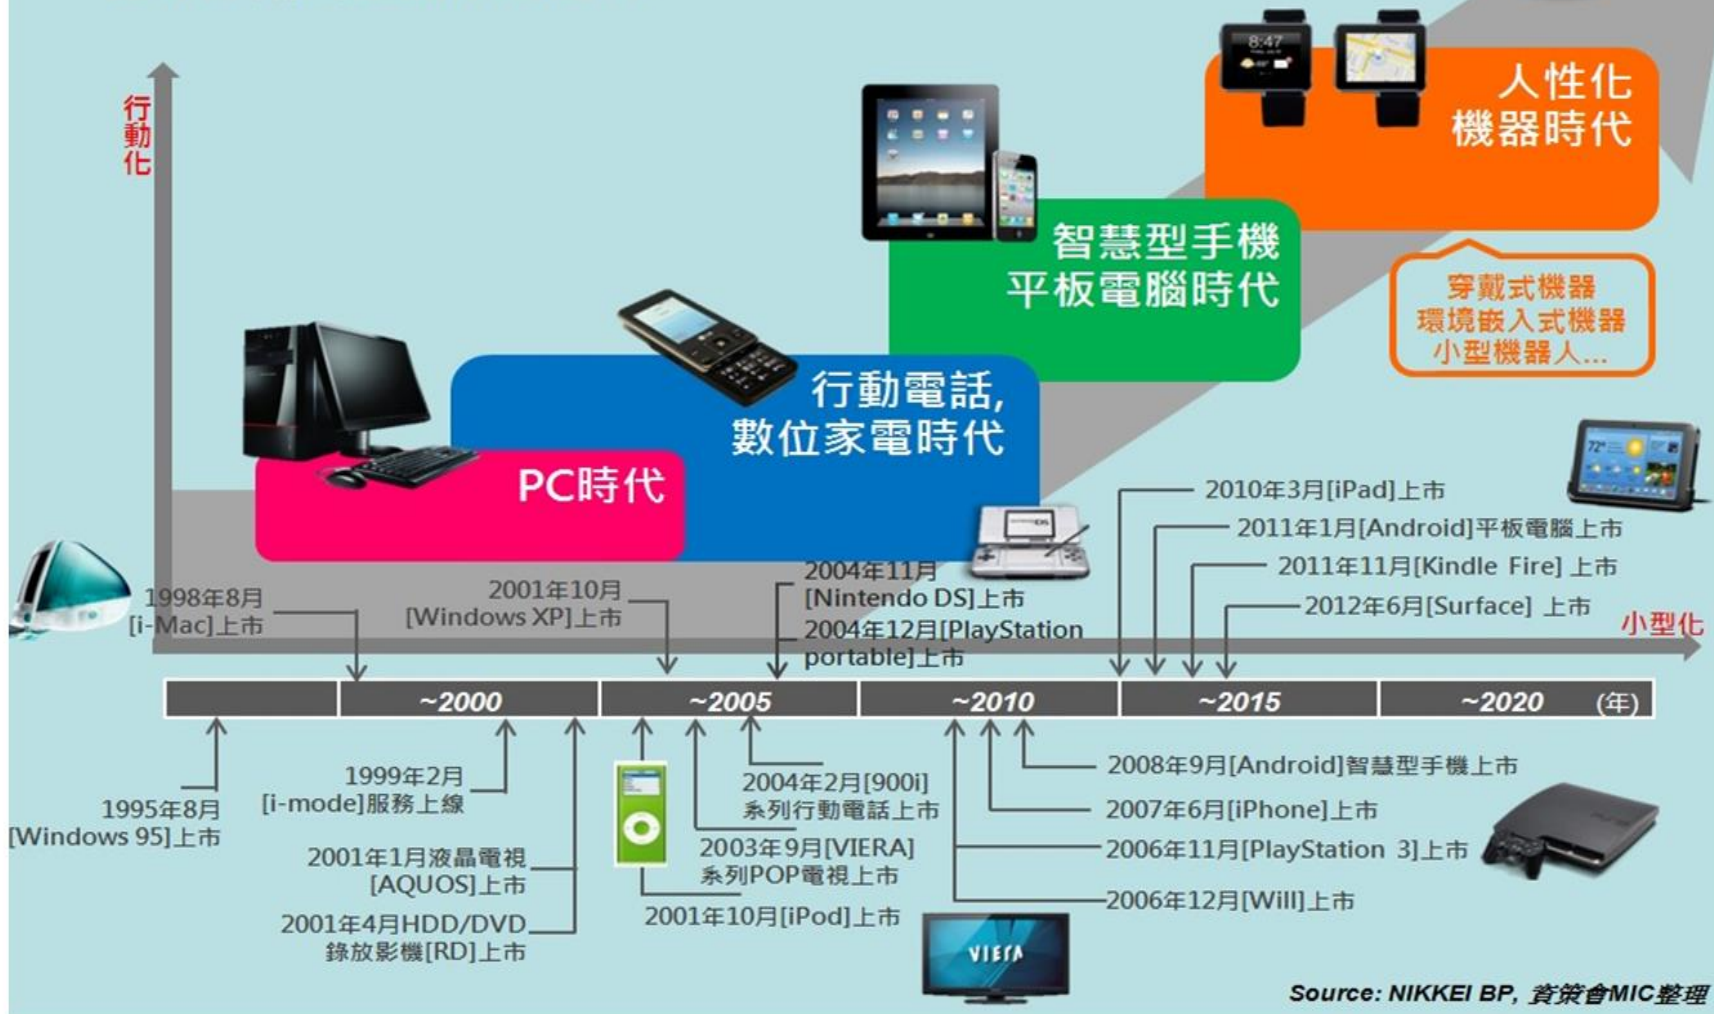 行動化
人性化
機器時代
8:47
智慧型手機
平板電腦時代
穿戴式機器
環境嵌入式機器
小型機器人...
行動電話,
數位家電時代
PC時代
72°
2010年3月[iPad]上市
2011年1月[Android]平板電腦上市
2011年11月[Kindle Fire] 上市
2012年6月[Surface] 上市
1998年8月
[i-Mac]上市
2001年10月
[Windows XP]上市
2004年11月
[Nintendo DS]上市
2004年12月[PlayStation
portable]上市
小型化
~2000
~2005
~2010
~2015
~2020
(年)
1995年8月
[Windows 95]上市
1999年2月
[i-mode]服務上線
2001年1月液晶電視
[AQUOS]上市
2001年4月HDD/DVD
錄放影機[RD]上市
2004年2月[900i]
系列行動電話上市
2003年9月[VIERA]
系列POP電視上市
2001年10月[iPod]上市
2008年9月[Android]智慧型手機上市
2007年6月[iPhone]上市
2006年11月[PlayStation 3]上市
2006年12月[Will]上市
VIERA
Source: NIKKEI BP, 資策會MIC整理